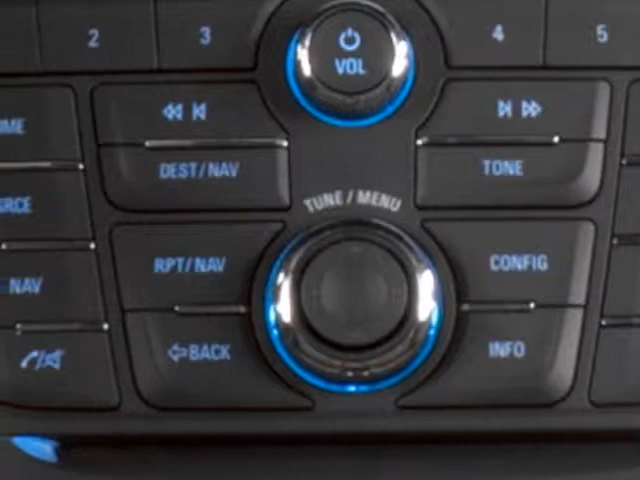 2
3
VOL
4
5
DEST/NAV
TONE
TUNE / MENU
RPT/NAV
CONFIG
NAV
BACK
INFO